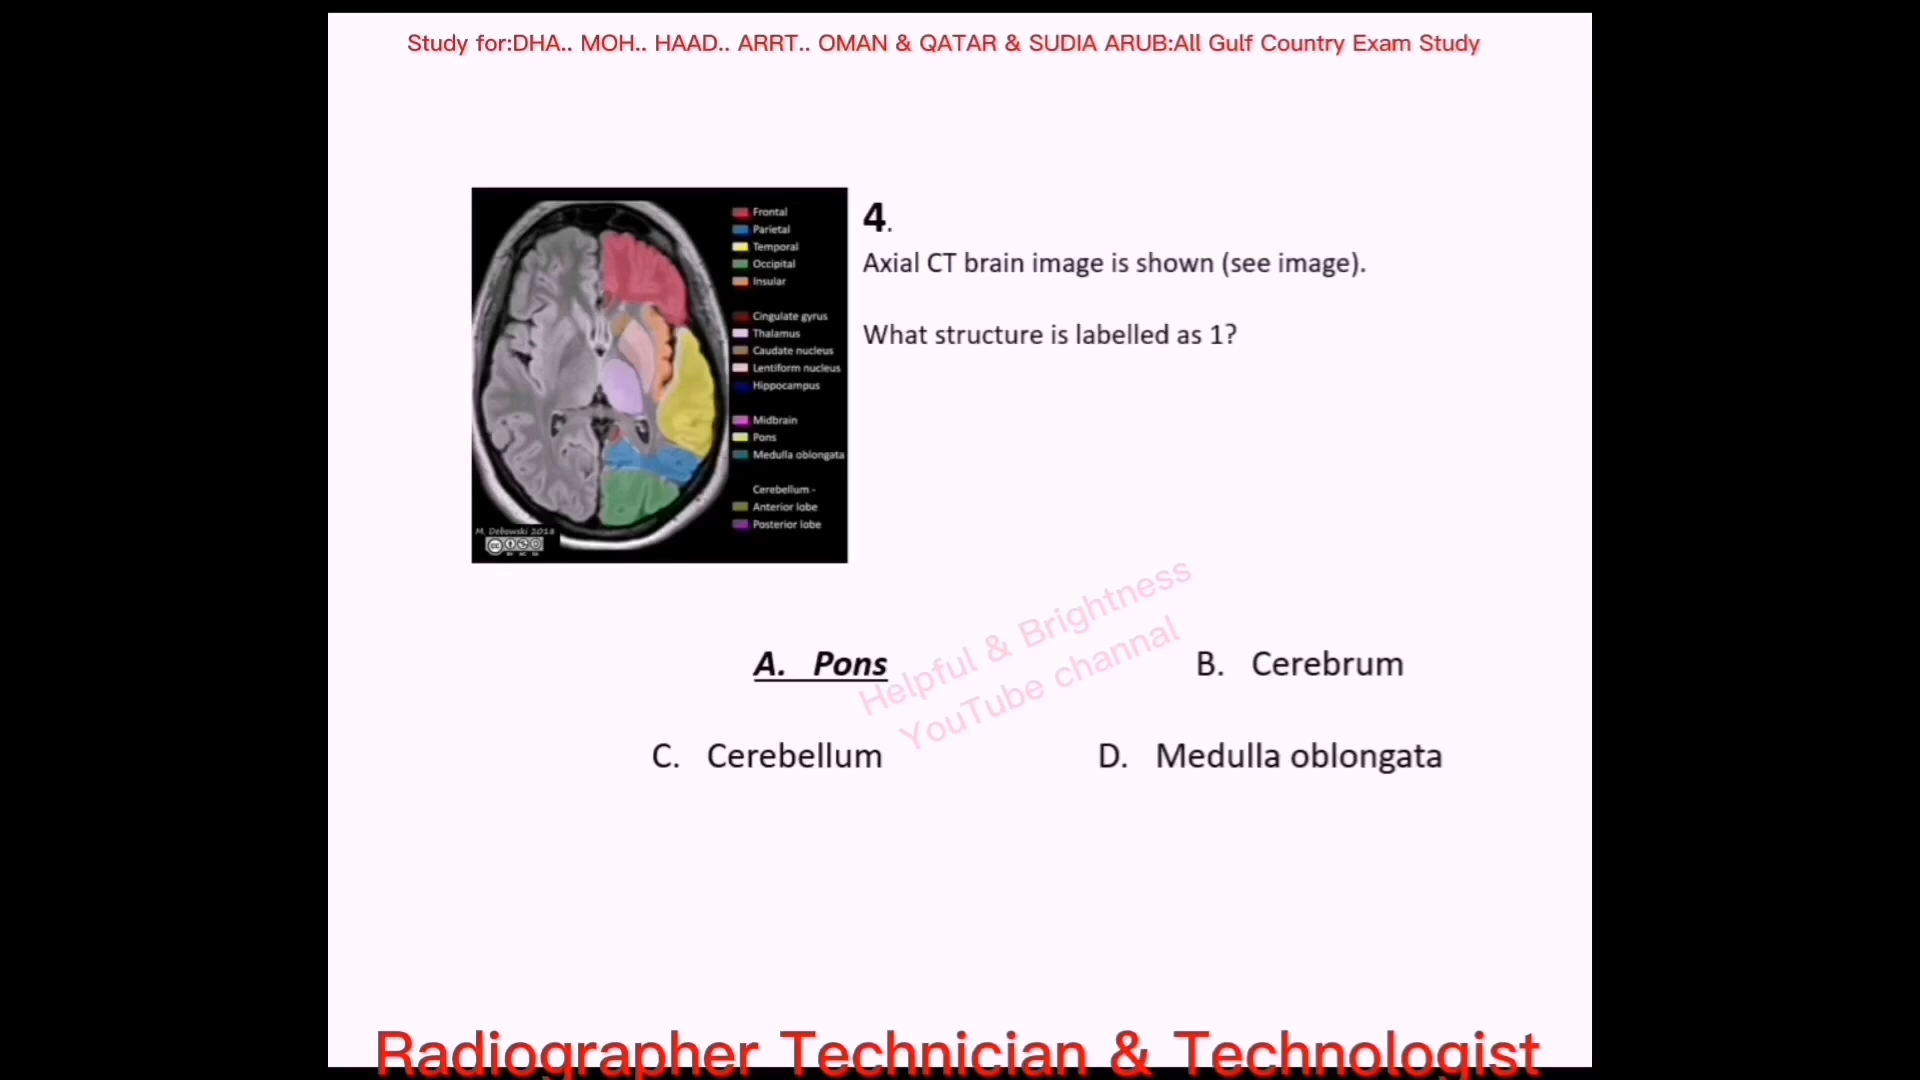 Study for:DHA.. MOH.. HAAD.. ARRT.. OMAN & QATAR & SUDIA ARUB:All Gulf Country Exam Study
Frontal
Parietal
Temporal
Occipital
Insular
Cingulate gyrus
Thalamus
Caudate nucleus
Lentiform nucleus
Hippocampus
Midbrain
Pons
Medulla oblongata
Cerebellum -
Anterior lobe
Posterior lobe
M. Debowski 2018
4.
Axial CT brain image is shown (see image).
What structure is labelled as 1?
A. Pons
B. Cerebrum
C. Cerebellum
D. Medulla oblongata
Helpful & Brightness
YouTube channal
Radiographer Technician & Technologist